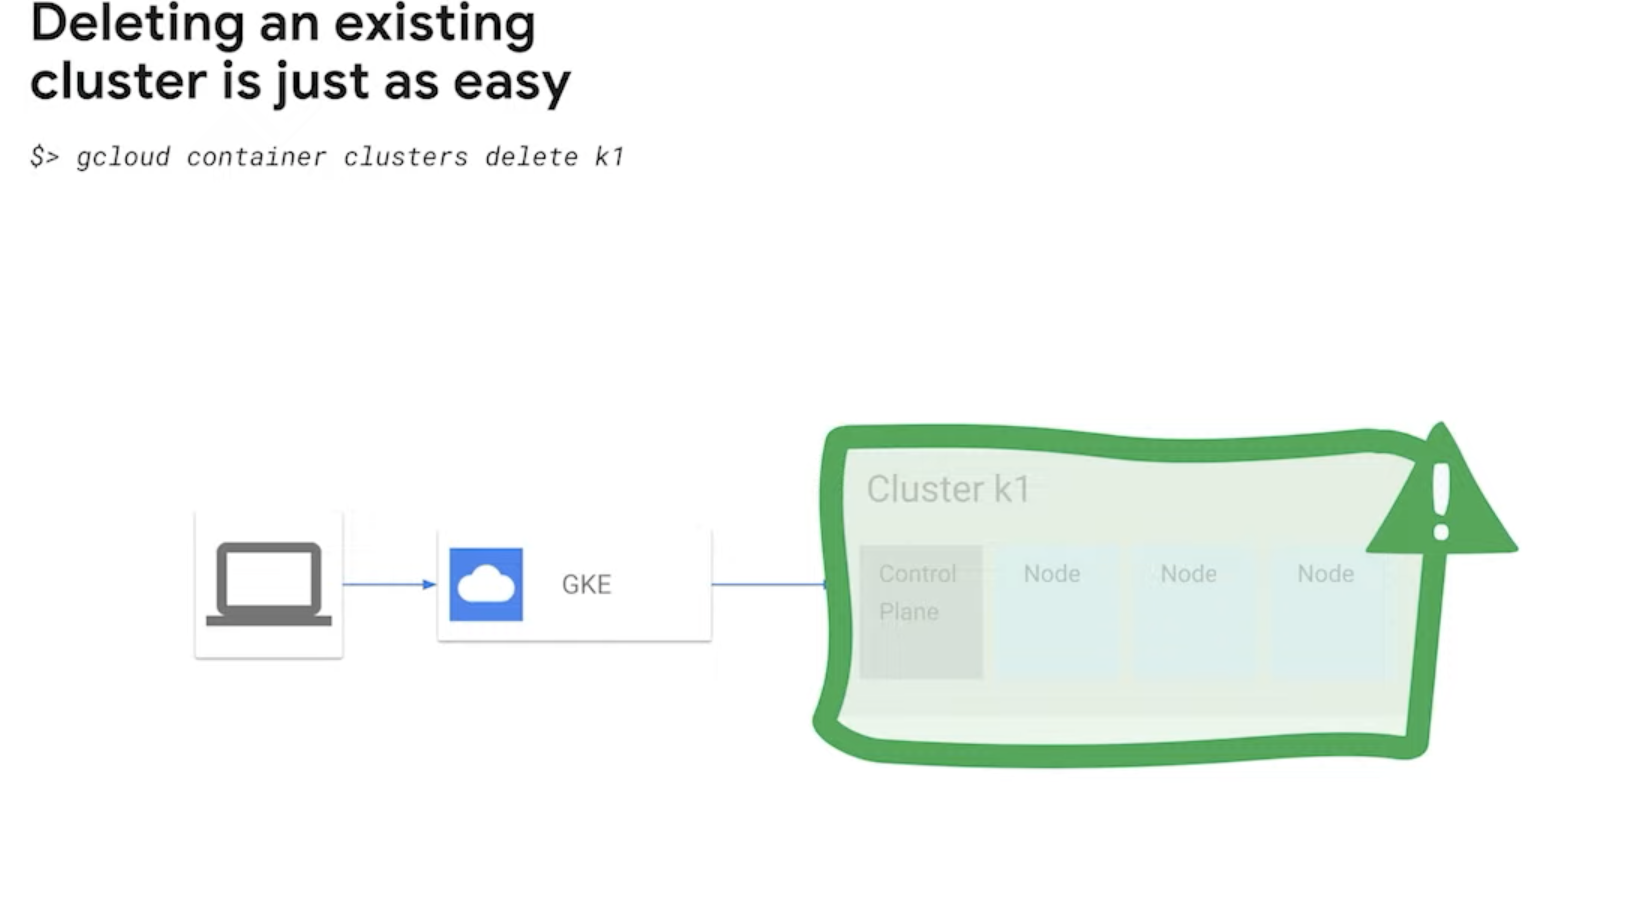 Deleting an existing
cluster is just as easy
$> gcloud container clusters delete k1
Cluster k1
GKE
Control
Plane
Node
Node
Node